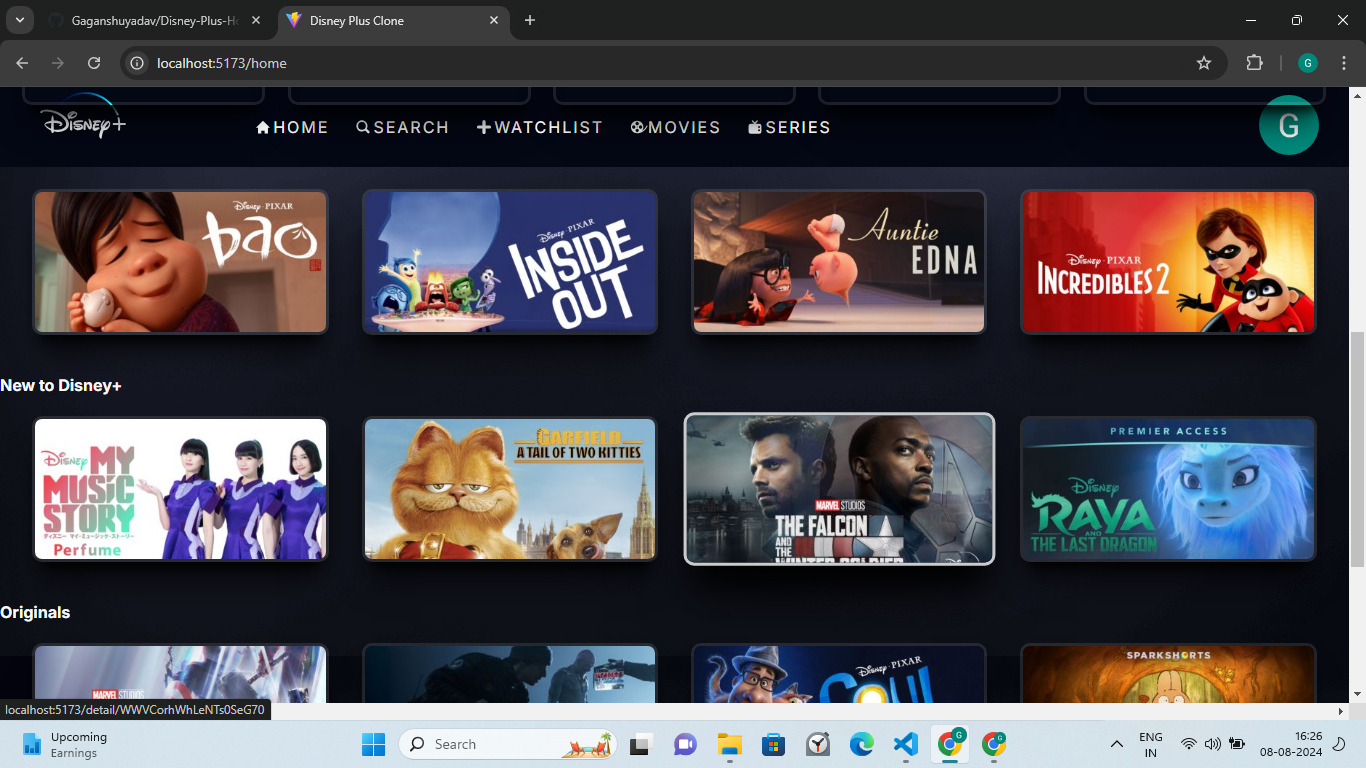 Gaganshuyadav/Disney-Plus-Ho
Disney Plus Clone
localhost:5173/home
Disney+
HOME
SEARCH
WATCHLIST
MOVIES
SERIES
G
Disney · PIXAR
bao
Disney · PIXAR
INSIDE
OUT
Auntie
EDNA
Disney · PIXAR
INCREDIBLES 2
New to Disney+
Disney MY
MUSIC
STORY
ディズニー マイ・ミュージック・ストーリー
Perfume
GARFIELD
A TAIL OF TWO KITTIES
MARVEL STUDIOS
THE FALCON
AND THE
WINTER SOLDIER
PREMIER ACCESS
Disney
RAYA
AND
THE LAST DRAGON
Originals
MARVEL STUDIOS
Disney · PIXAR
Soul
SPARKSHORTS
localhost:5173/detail/WWVCorhWhLeNTs0SeG70
Upcoming
Earnings
Search
ENG
IN
16:26
08-08-2024